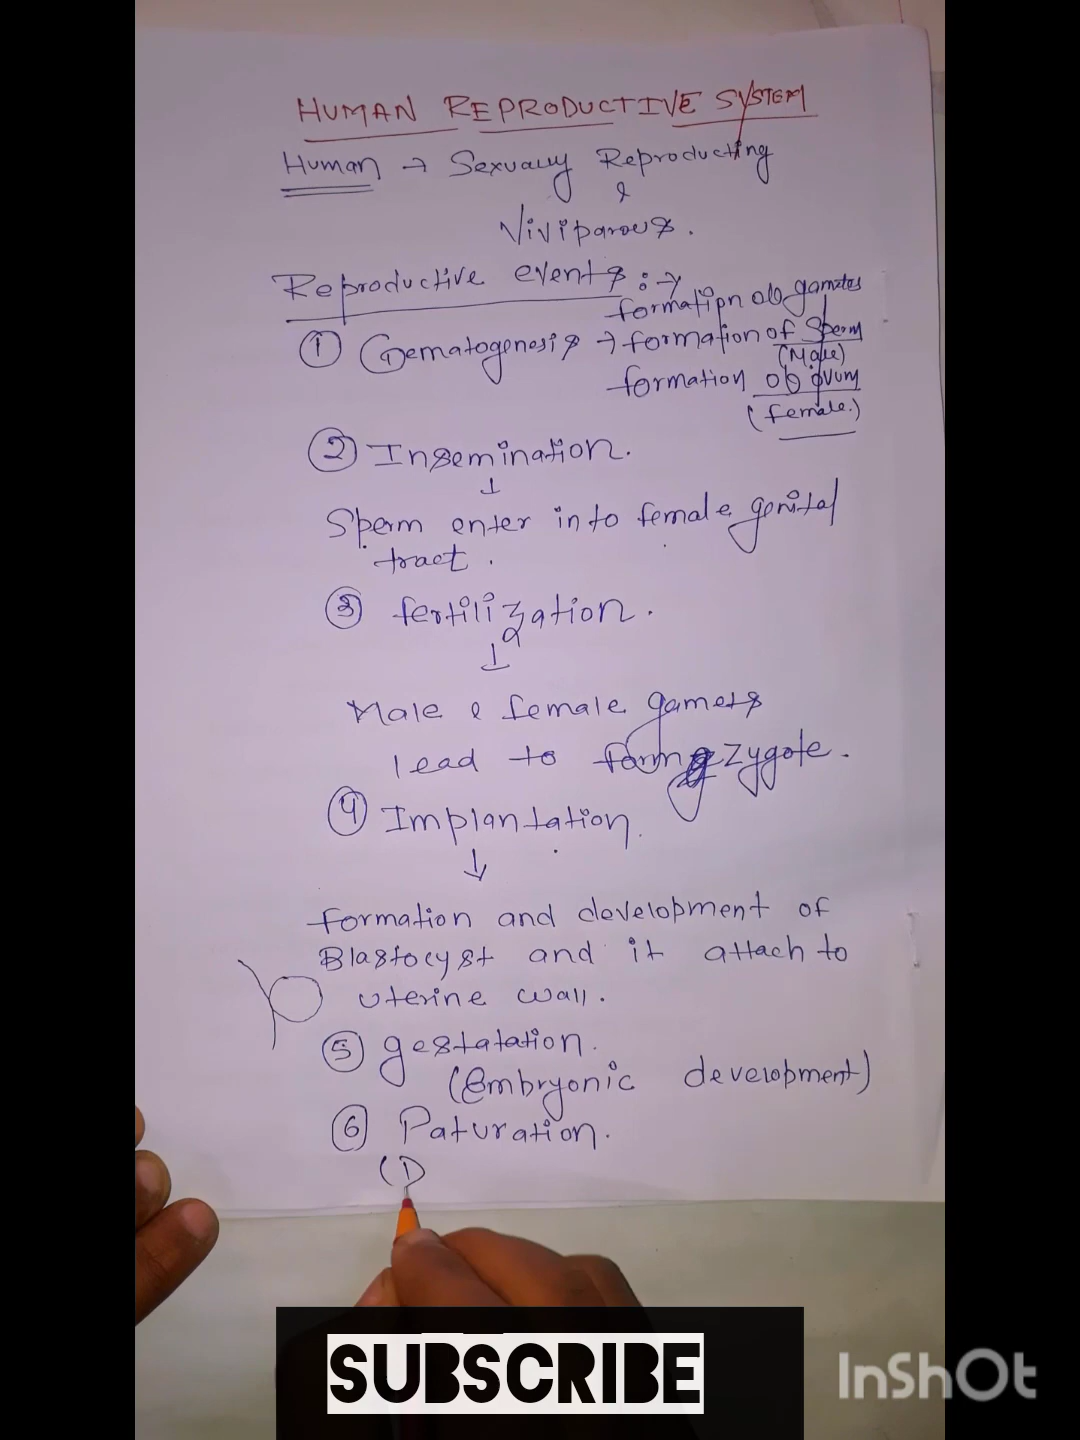 HUMAN REPRODUCTIVE SYSTEM
Human → Sexually Reproducting
&
Viviparous.
Reproductive events :→
formation of gametes
① Gematogenesis → formation of Sperm
(Male)
formation of ovum
(female.)
② Insemination.
↓
Sperm enter into female genital
tract.
③ fertilization.
↓
Male & female gamets
lead to form zygote.
④ Implantation.
↓
formation and development of
Blastocyst and it attach to
uterine wall.
⑤ gestatation.
(Embryonic development)
⑥ Paturation.
(D
SUBSCRIBE
InShOt